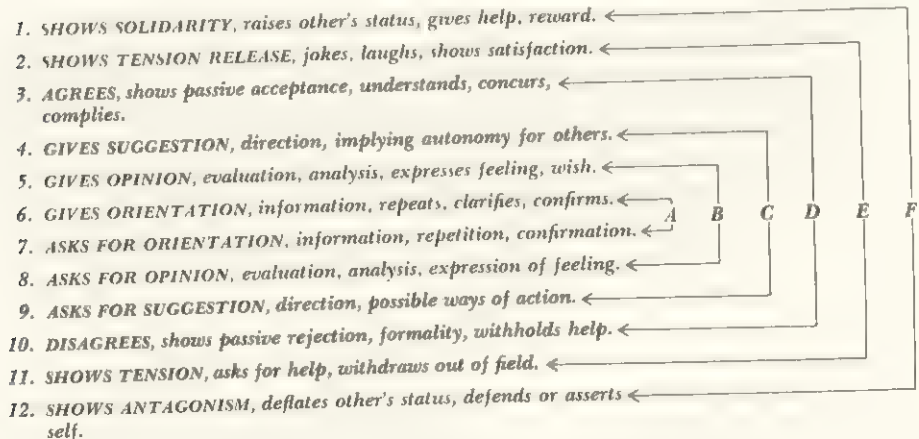 1. SHOWS SOLIDARITY, raises other's status, gives help, reward.
2. SHOWS TENSION RELEASE, jokes, laughs, shows satisfaction.
3. AGREES, shows passive acceptance, understands, concurs,
complies.
4. GIVES SUGGESTION, direction, implying autonomy for others.
5. GIVES OPINION, evaluation, analysis, expresses feeling, wish.
6. GIVES ORIENTATION, information, repeats, clarifies, confirms.
A B C D E F
7. ASKS FOR ORIENTATION, information, repetition, confirmation.
8. ASKS FOR OPINION, evaluation, analysis, expression of feeling.
9. ASKS FOR SUGGESTION, direction, possible ways of action.
10. DISAGREES, shows passive rejection, formality, withholds help.
11. SHOWS TENSION, asks for help, withdraws out of field.
12. SHOWS ANTAGONISM, deflates other's status, defends or asserts
self.